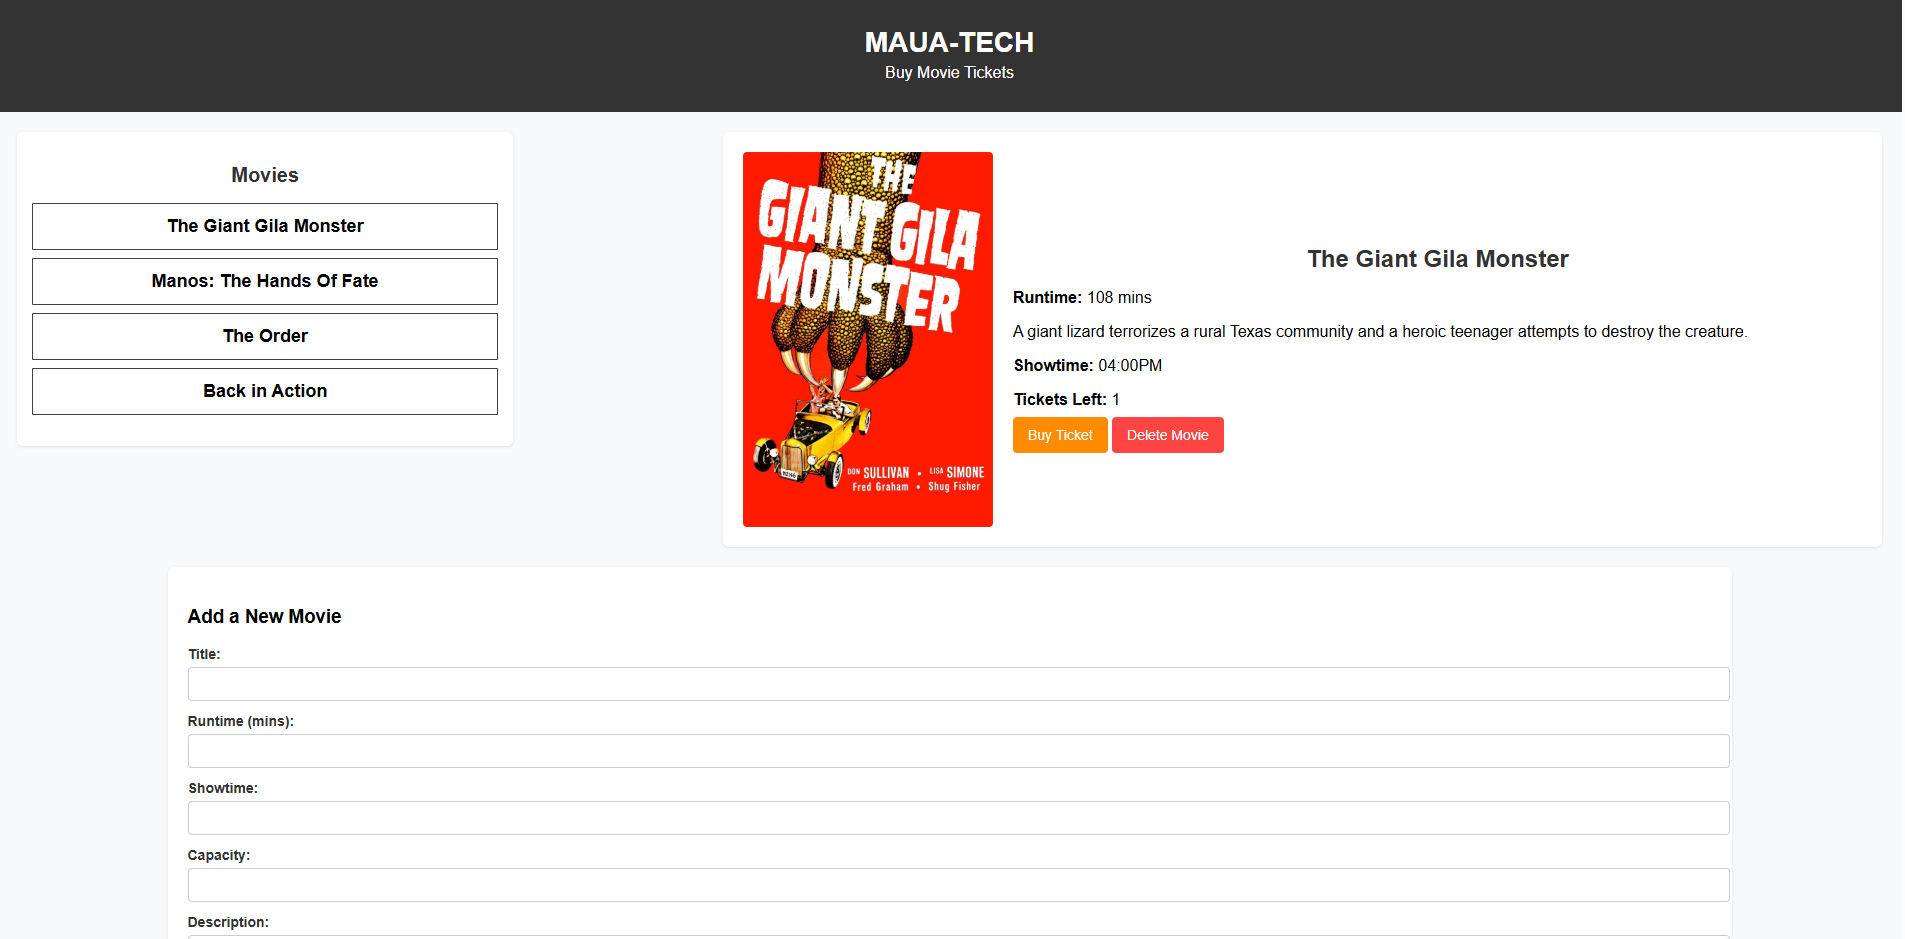 MAUA-TECH
Buy Movie Tickets
Movies
The Giant Gila Monster
Manos: The Hands Of Fate
The Order
Back in Action
THE
GIANT GILA
MONSTER
DON SULLIVAN • LISA SIMONE
Fred Graham • Shug Fisher
The Giant Gila Monster
Runtime: 108 mins
A giant lizard terrorizes a rural Texas community and a heroic teenager attempts to destroy the creature.
Showtime: 04:00PM
Tickets Left: 1
Buy Ticket
Delete Movie
Add a New Movie
Title:
Runtime (mins):
Showtime:
Capacity:
Description: